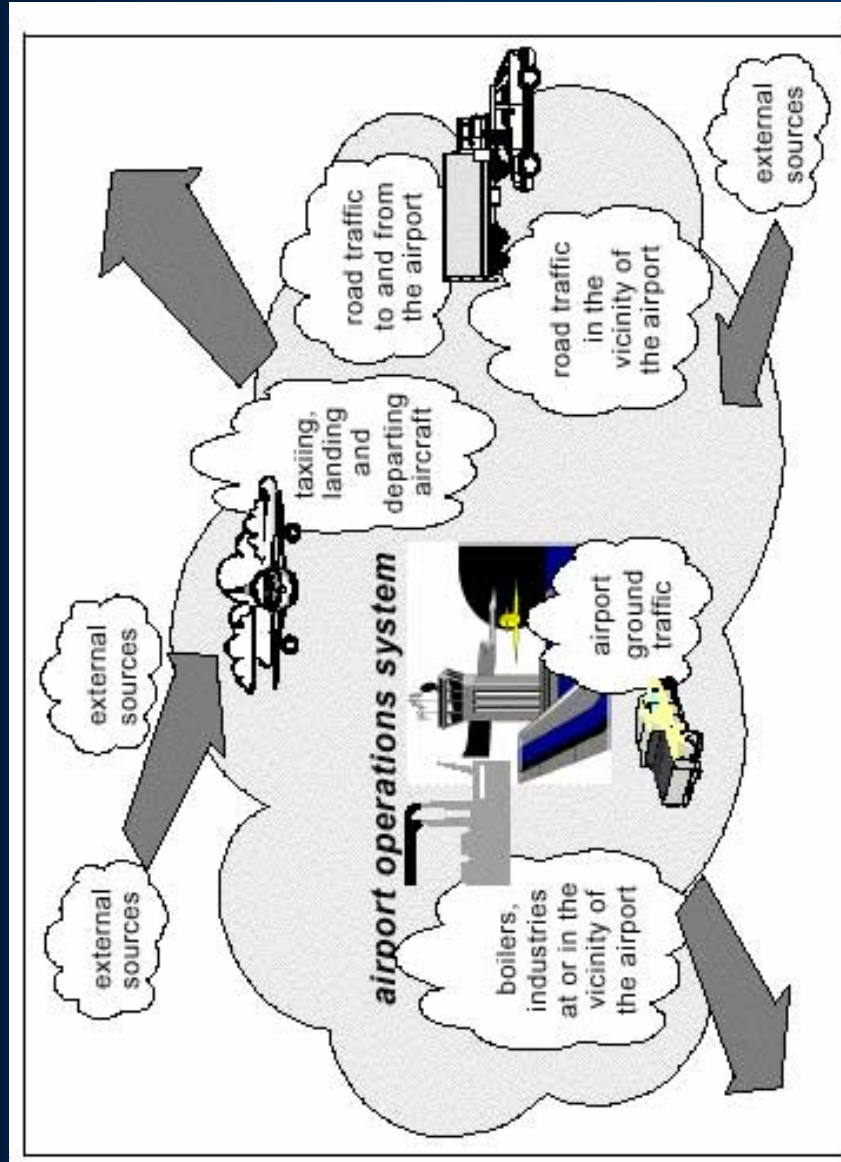 external
sources
external
sources
taxiing,
landing
and
departing
aircraft
road traffic
to and from
the airport
airport operations system
boilers,
industries
at or in the
vicinity of
the airport
road traffic
in the
vicinity of
the airport
airport
ground
traffic
external
sources